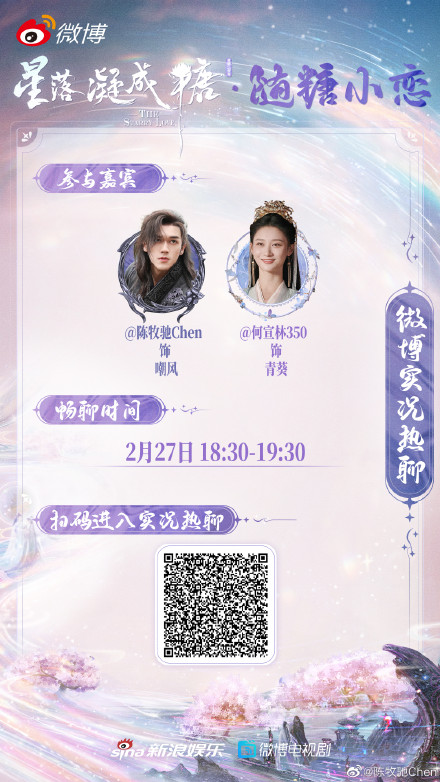 微博
星落凝成糖·随糖小恋
THE
STARRY LOVE
参与嘉宾
@陈牧驰Chen
饰
嘲风
@何宣林350
饰
青葵
微博实况热聊
畅聊时间
2月27日 18:30-19:30
扫码进入实况热聊
sina新浪娱乐
微博电视剧
@陈牧驰Chen